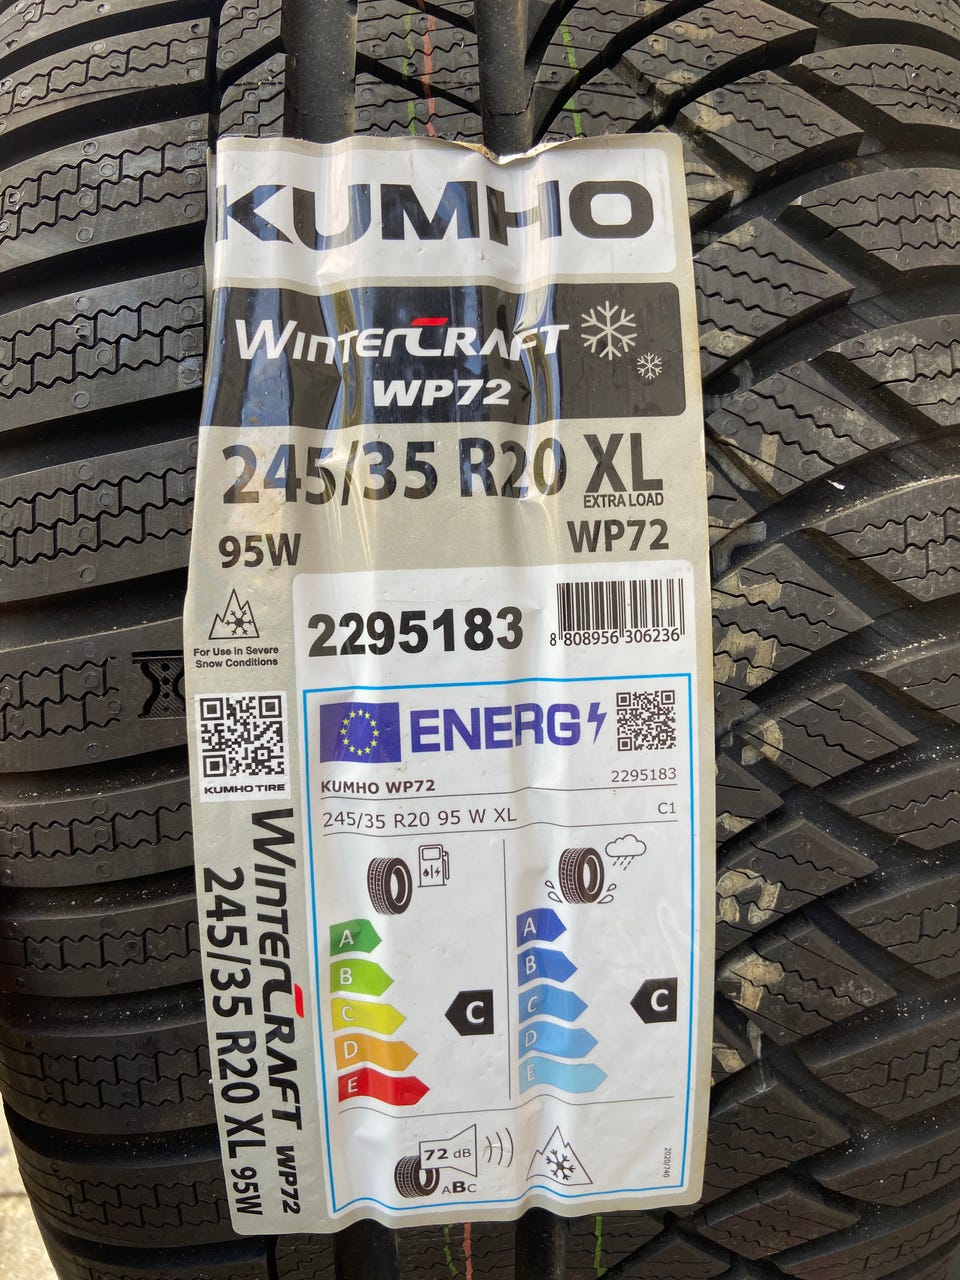 KUMHO
WINTERCRAFT
WP72
245/35 R20 XL
EXTRA LOAD
95W
WP72
For Use in Severe
Snow Conditions
KUMHO TIRE
2295183
8 808956 306236
ENERG
KUMHO WP72
2295183
245/35 R20 95 W XL
C1
A
B
C
D
E
C
A
B
C
D
E
C
72 dB
ABC
2020/740
WINTERCRAFT WP72
245/35 R20 XL 95W